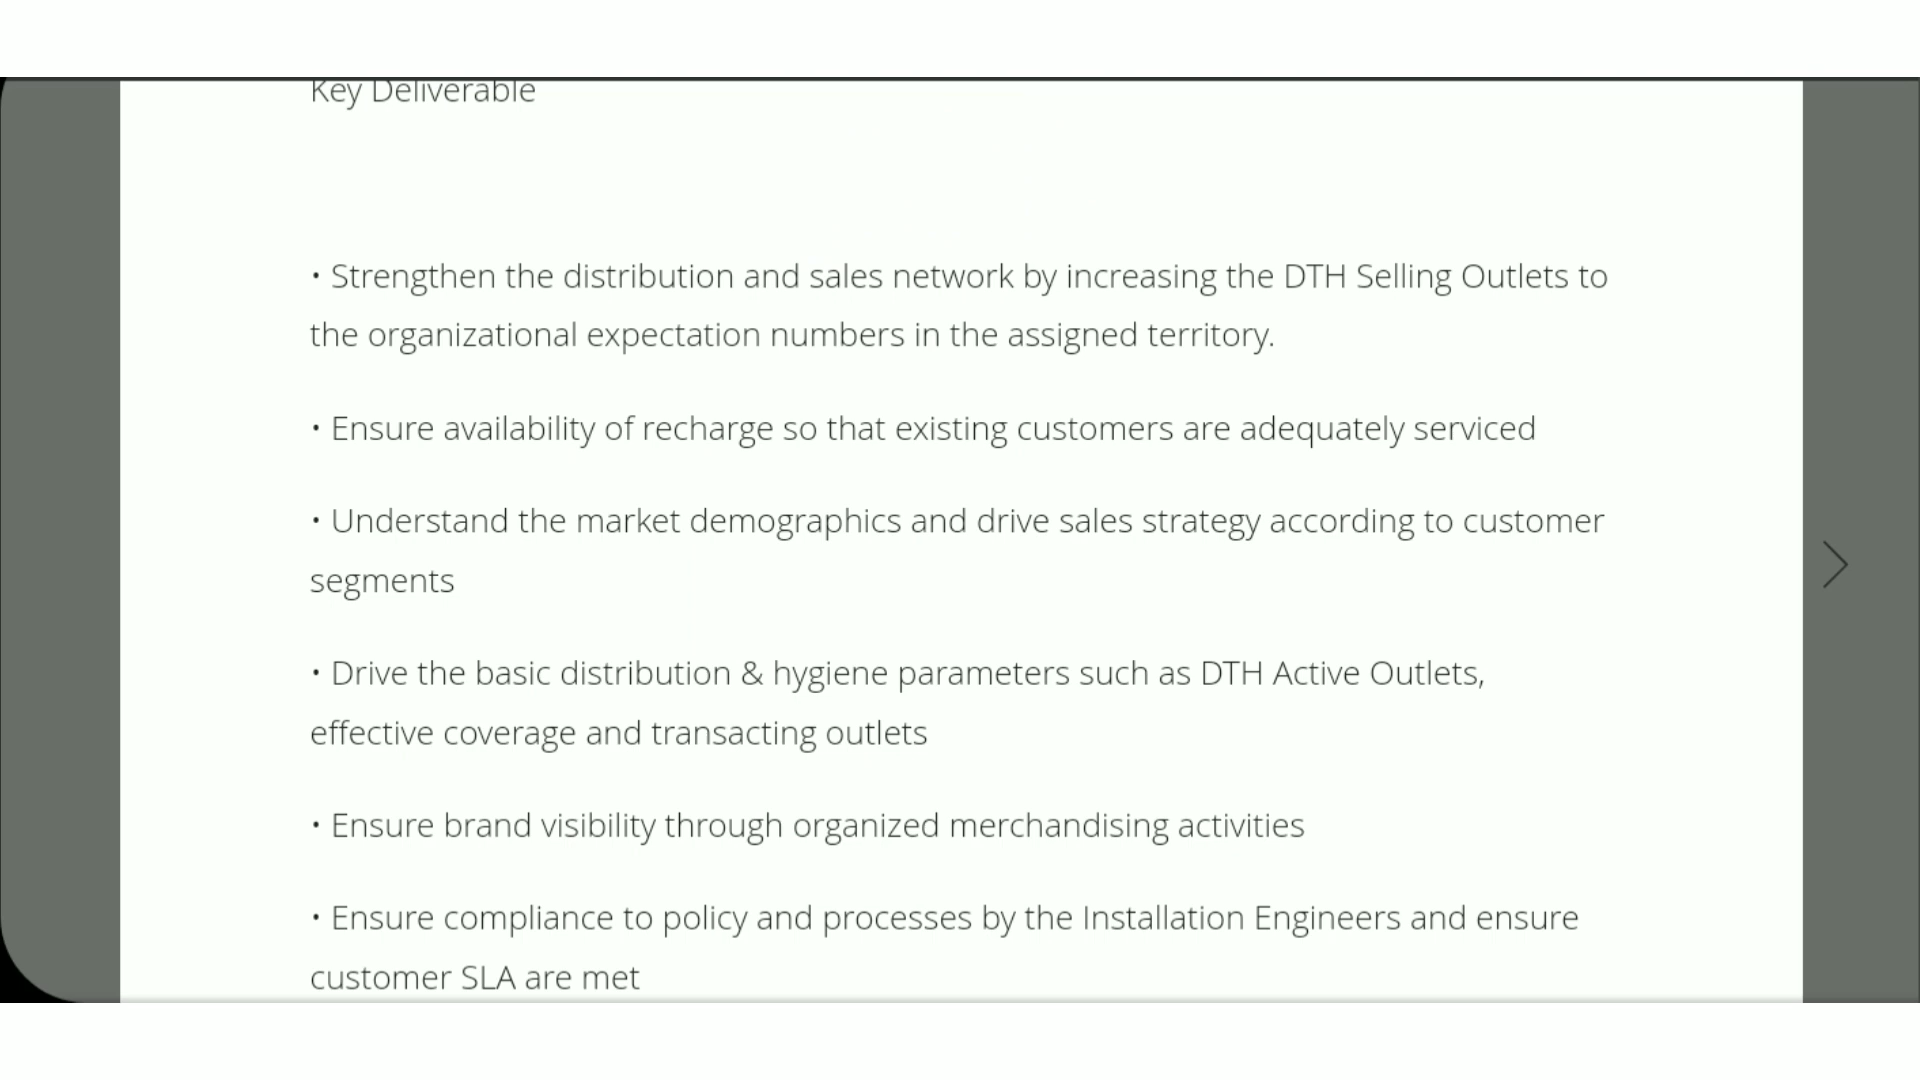 Key Deliverable
• Strengthen the distribution and sales network by increasing the DTH Selling Outlets to
the organizational expectation numbers in the assigned territory.
• Ensure availability of recharge so that existing customers are adequately serviced
• Understand the market demographics and drive sales strategy according to customer
segments
• Drive the basic distribution & hygiene parameters such as DTH Active Outlets,
effective coverage and transacting outlets
• Ensure brand visibility through organized merchandising activities
• Ensure compliance to policy and processes by the Installation Engineers and ensure
customer SLA are met